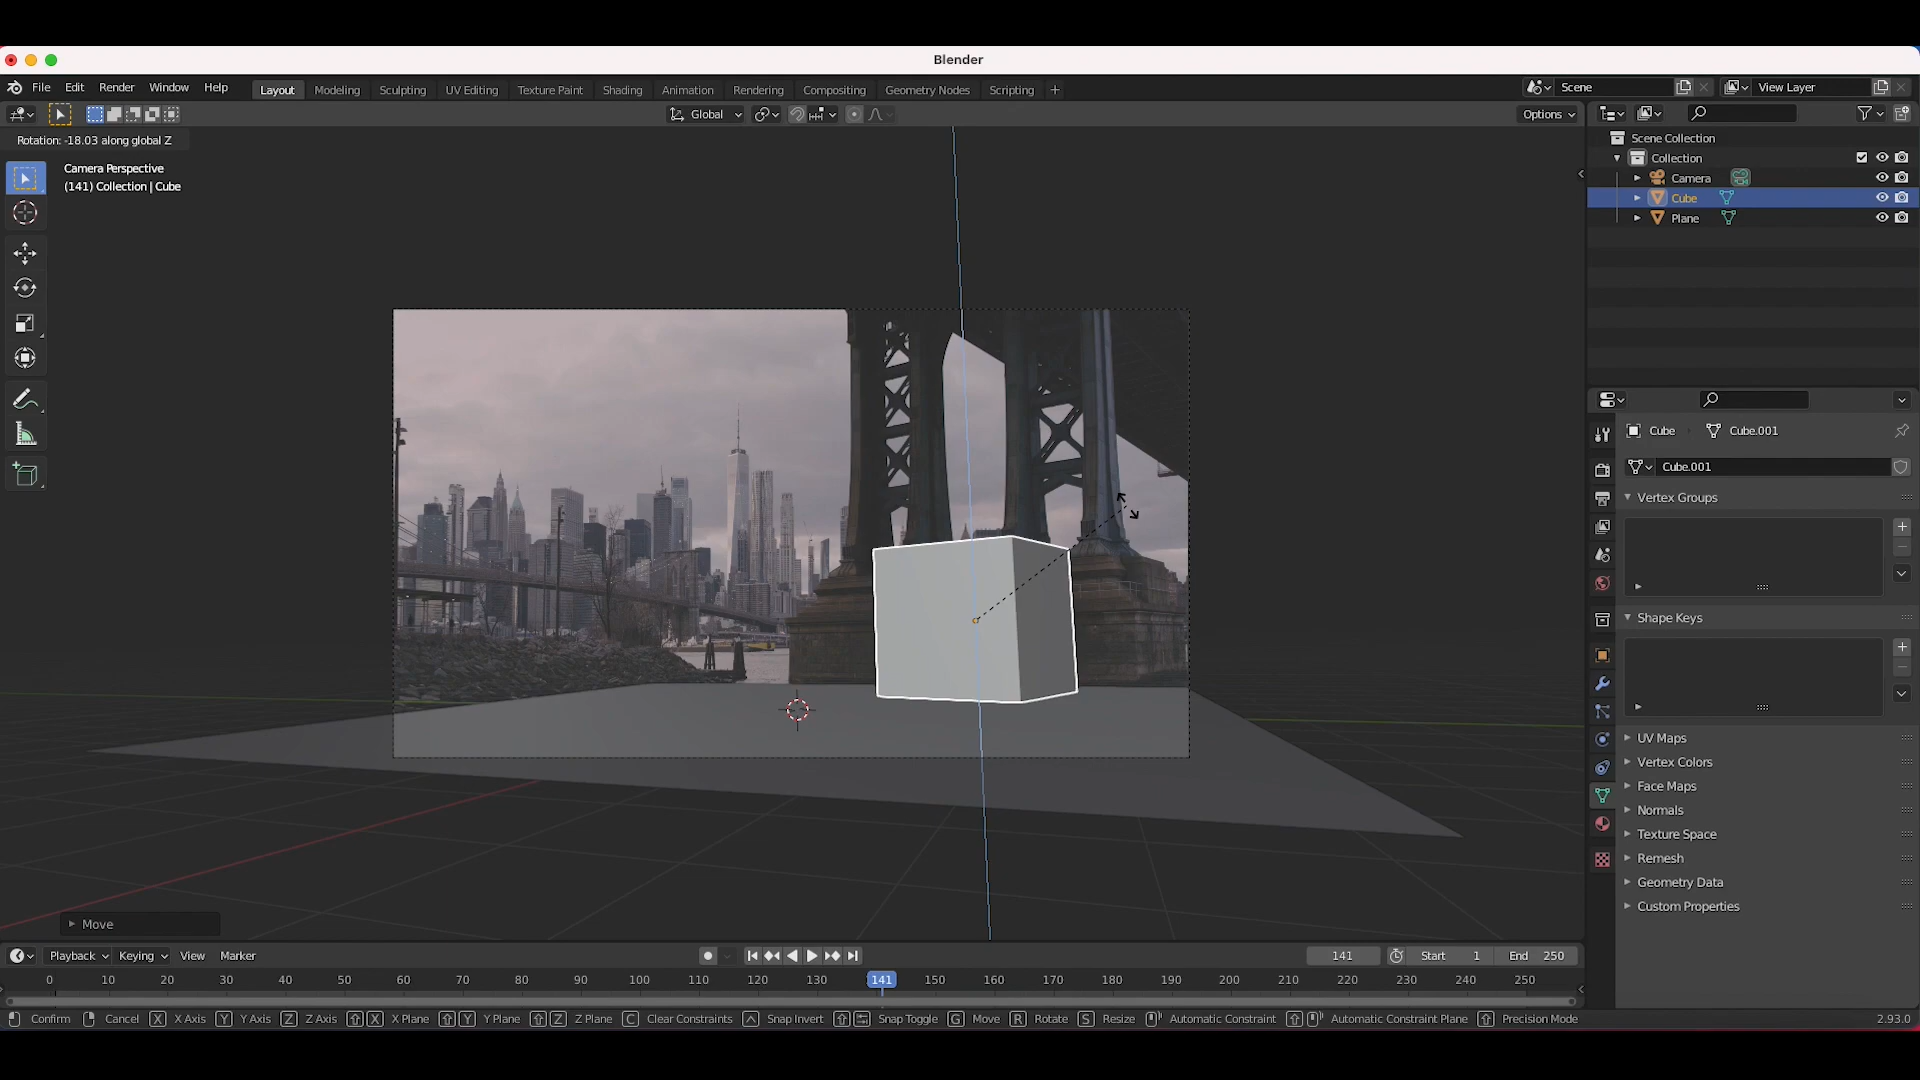 Blender
File Edit Render Window Help Layout Modeling Sculpting UV Editing Texture Paint Shading Animation Rendering Compositing Geometry Nodes Scripting + Scene View Layer
Global Options
Rotation: -18.03 along global Z
Camera Perspective
(141) Collection | Cube
Scene Collection
Collection
Camera
Cube
Plane
Cube Cube.001
Cube.001
Vertex Groups
Shape Keys
UV Maps
Vertex Colors
Face Maps
Normals
Texture Space
Remesh
Geometry Data
Custom Properties
Move
Playback Keying View Marker 141 Start 1 End 250
0 10 20 30 40 50 60 70 80 90 100 110 120 130 141 150 160 170 180 190 200 210 220 230 240 250
Confirm Cancel X X Axis Y Y Axis Z Z Axis X X Plane Y Y Plane Z Z Plane C Clear Constraints Snap Invert Snap Toggle G Move R Rotate S Resize Automatic Constraint Automatic Constraint Plane Precision Mode 2.93.0